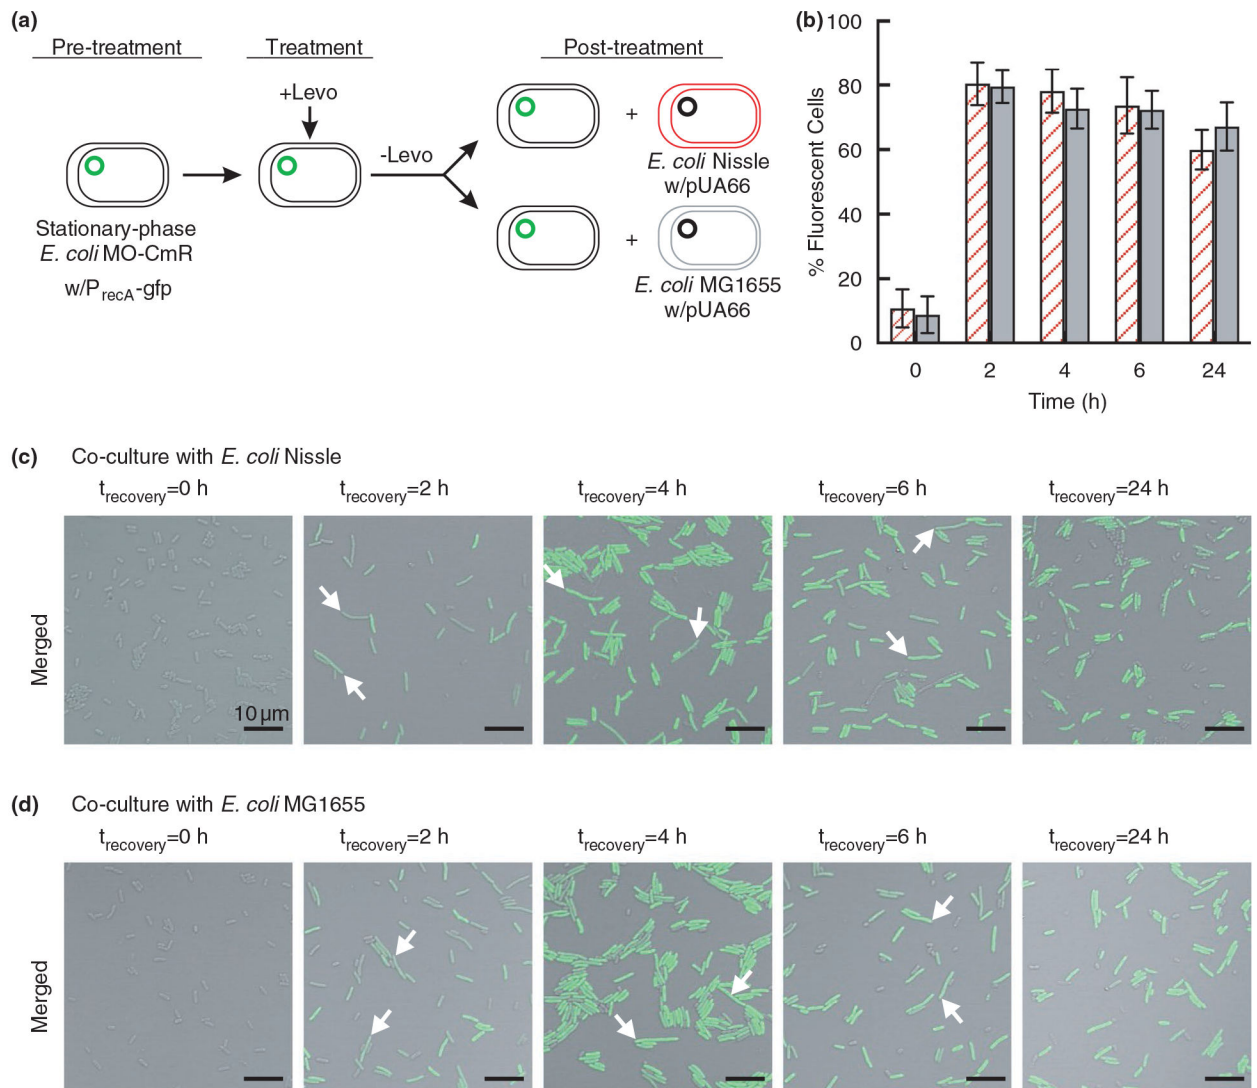 (a)
Pre-treatment
Treatment
Post-treatment
+Levo
-Levo
+
E. coli Nissle
w/pUA66
Stationary-phase
E. coli MO-CmR
w/PrecA-gfp
+
E. coli MG1655
w/pUA66
(b)
% Fluorescent Cells
100
80
60
40
20
0
0 2 4 6 24
Time (h)
(c) Co-culture with E. coli Nissle
trecovery=0 h trecovery=2 h trecovery=4 h trecovery=6 h trecovery=24 h
Merged
10 µm
(d) Co-culture with E. coli MG1655
trecovery=0 h trecovery=2 h trecovery=4 h trecovery=6 h trecovery=24 h
Merged